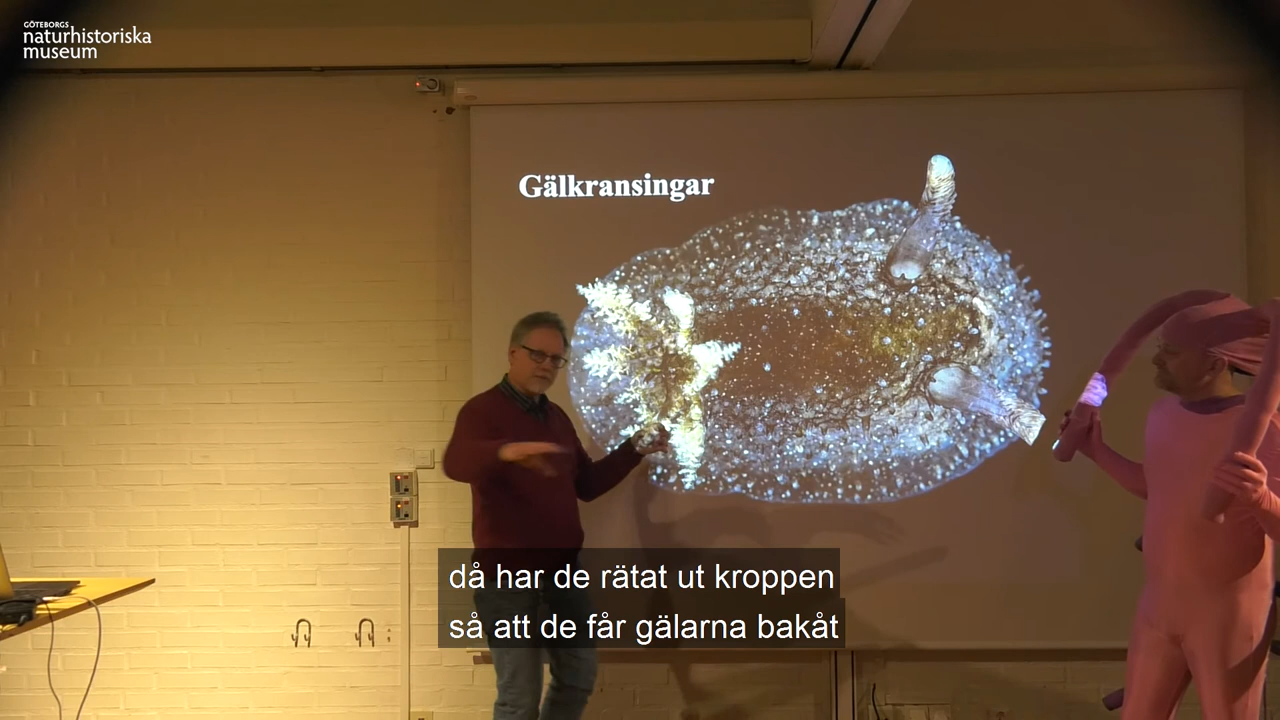 GÖTEBORGS
naturhistoriska
museum
Gälkransingar
då har de rätat ut kroppen
så att de får gälarna bakåt